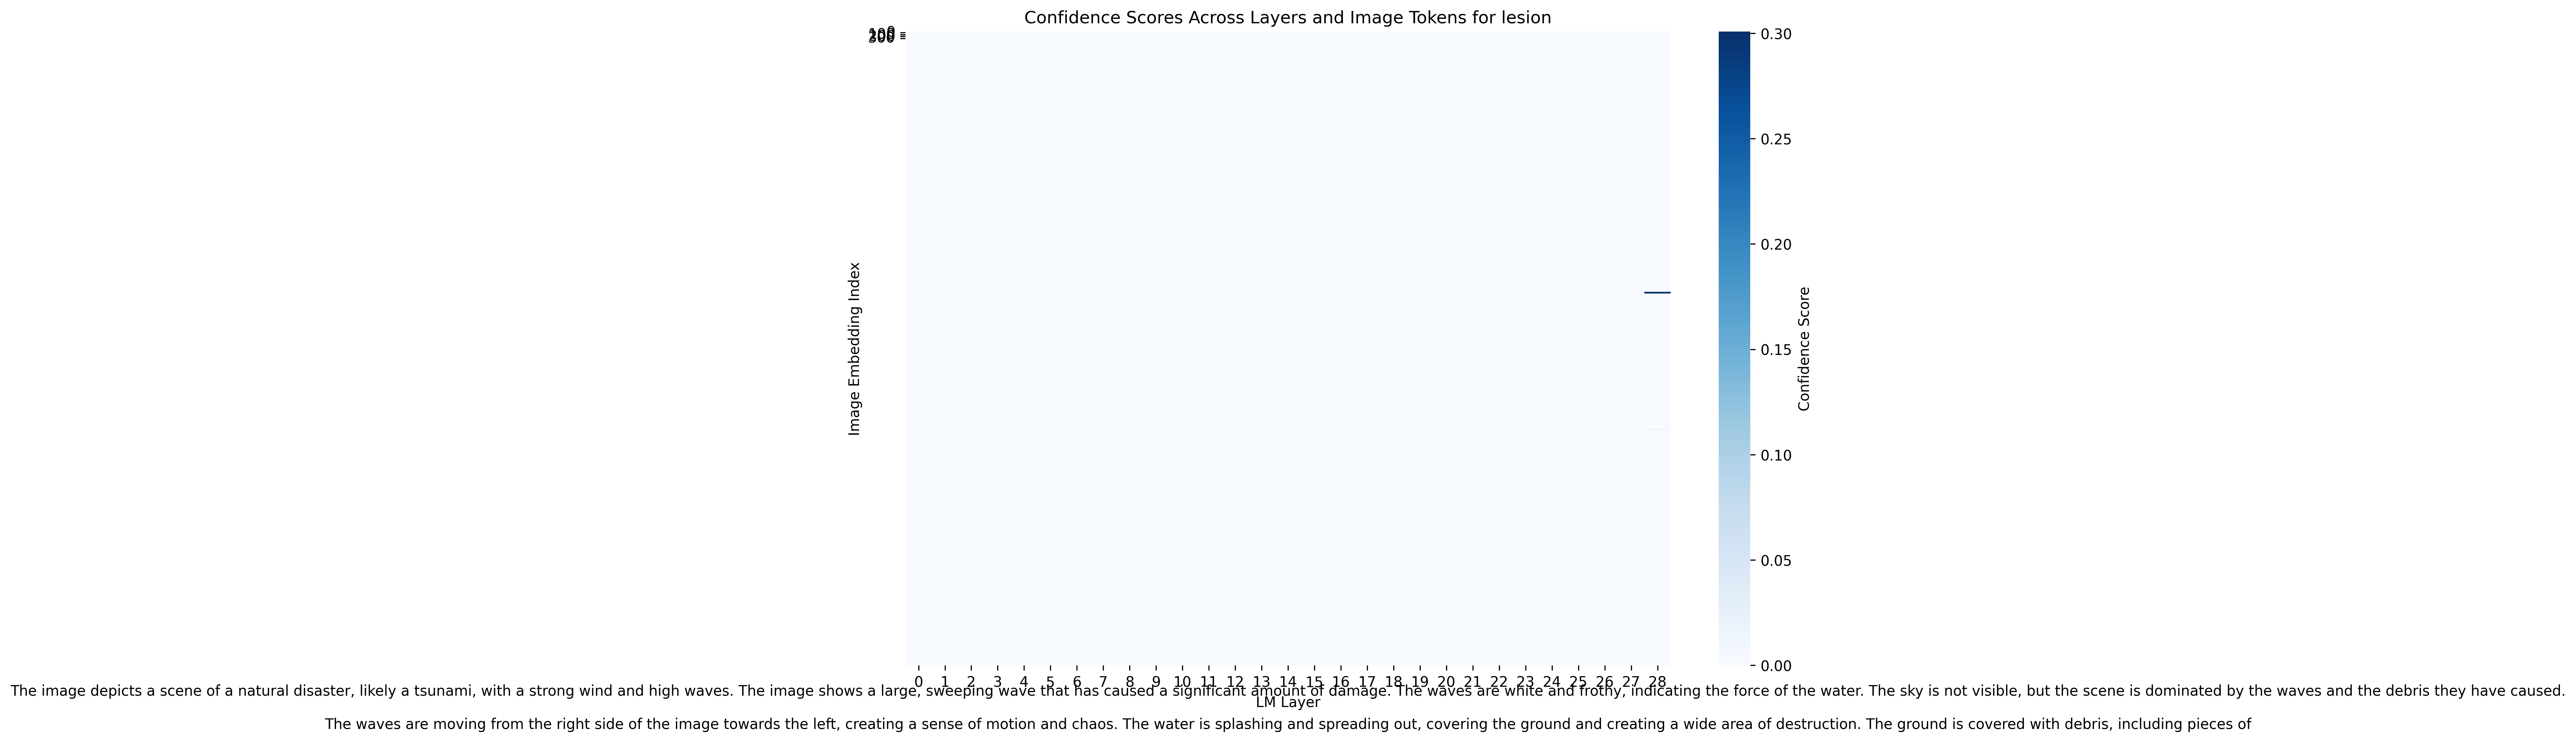 Confidence Scores Across Layers and Image Tokens for lesion
0.30
0.25
0.20
0.15
0.10
0.05
0.00
Confidence Score
Image Embedding Index
0 1 2 3 4 5 6 7 8 9 10 11 12 13 14 15 16 17 18 19 20 21 22 23 24 25 26 27 28
The image depicts a scene of a natural disaster, likely a tsunami, with a strong wind and high waves. The image shows a large, sweeping wave that has caused a significant amount of damage. The waves are white and frothy, indicating the force of the water. The sky is not visible, but the scene is dominated by the waves and the debris they have caused.
LM Layer
The waves are moving from the right side of the image towards the left, creating a sense of motion and chaos. The water is splashing and spreading out, covering the ground and creating a wide area of destruction. The ground is covered with debris, including pieces of